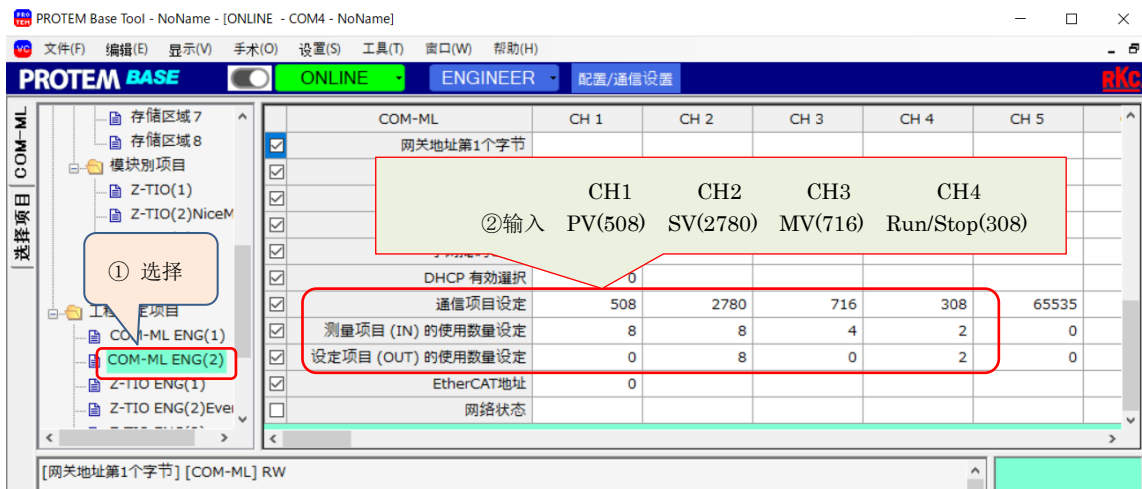 PROTEM Base Tool - NoName - [ONLINE - COM4 - NoName]
文件(F) 编辑(E) 显示(V) 手术(O) 设置(S) 工具(T) 窗口(W) 帮助(H)
PROTEM BASE ONLINE ENGINEER 配置/通信设置 RKC
COM-ML
选择项目
存储区域7
存储区域8
模块别项目
Z-TIO(1)
Z-TIO(2)NiceM
① 选择
COM-ML ENG(1)
COM-ML ENG(2)
Z-TIO ENG(1)
Z-TIO ENG(2)Ever
COM-ML CH 1 CH 2 CH 3 CH 4 CH 5
网关地址第1个字节
CH1 CH2 CH3 CH4
②输入 PV(508) SV(2780) MV(716) Run/Stop(308)
DHCP 有効選択 0
通信项目设定 508 2780 716 308 65535
测量项目 (IN) 的使用数量设定 8 8 4 2 0
设定项目 (OUT) 的使用数量设定 0 8 0 2 0
EtherCAT地址 0
网络状态
[网关地址第1个字节] [COM-ML] RW